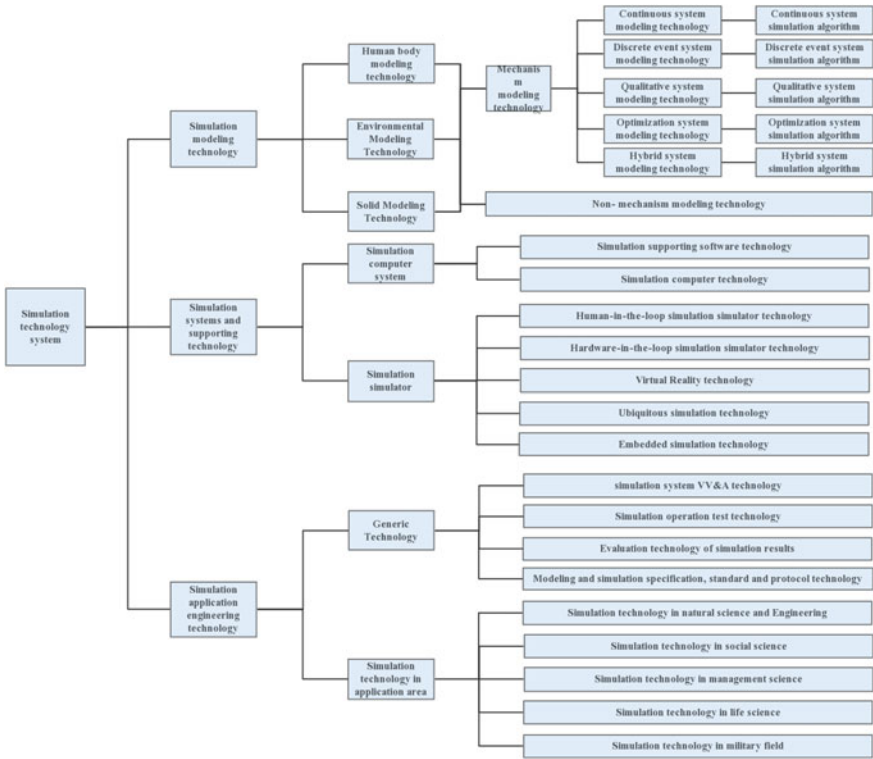 Simulation
technology
system
Simulation
modeling
technology
Human body
modeling
technology
Environmental
Modeling
Technology
Solid Modeling
Technology
Mechanis
m
modeling
technology
Continuous system
modeling technology
Continuous system
simulation algorithm
Discrete event system
modeling technology
Discrete event system
simulation algorithm
Qualitative system
modeling technology
Qualitative system
simulation algorithm
Optimization system
modeling technology
Optimization system
simulation algorithm
Hybrid system
modeling technology
Hybrid system
simulation algorithm
Non- mechanism modeling technology
Simulation
systems and
supporting
technology
Simulation
computer
system
Simulation supporting software technology
Simulation computer technology
Simulation
simulator
Human-in-the-loop simulation simulator technology
Hardware-in-the-loop simulation simulator technology
Virtual Reality technology
Ubiquitous simulation technology
Embedded simulation technology
Simulation
application
engineering
technology
Generic
Technology
simulation system VV&A technology
Simulation operation test technology
Evaluation technology of simulation results
Modeling and simulation specification, standard and protocol technology
Simulation
technology in
application area
Simulation technology in natural science and Engineering
Simulation technology in social science
Simulation technology in management science
Simulation technology in life science
Simulation technology in military field